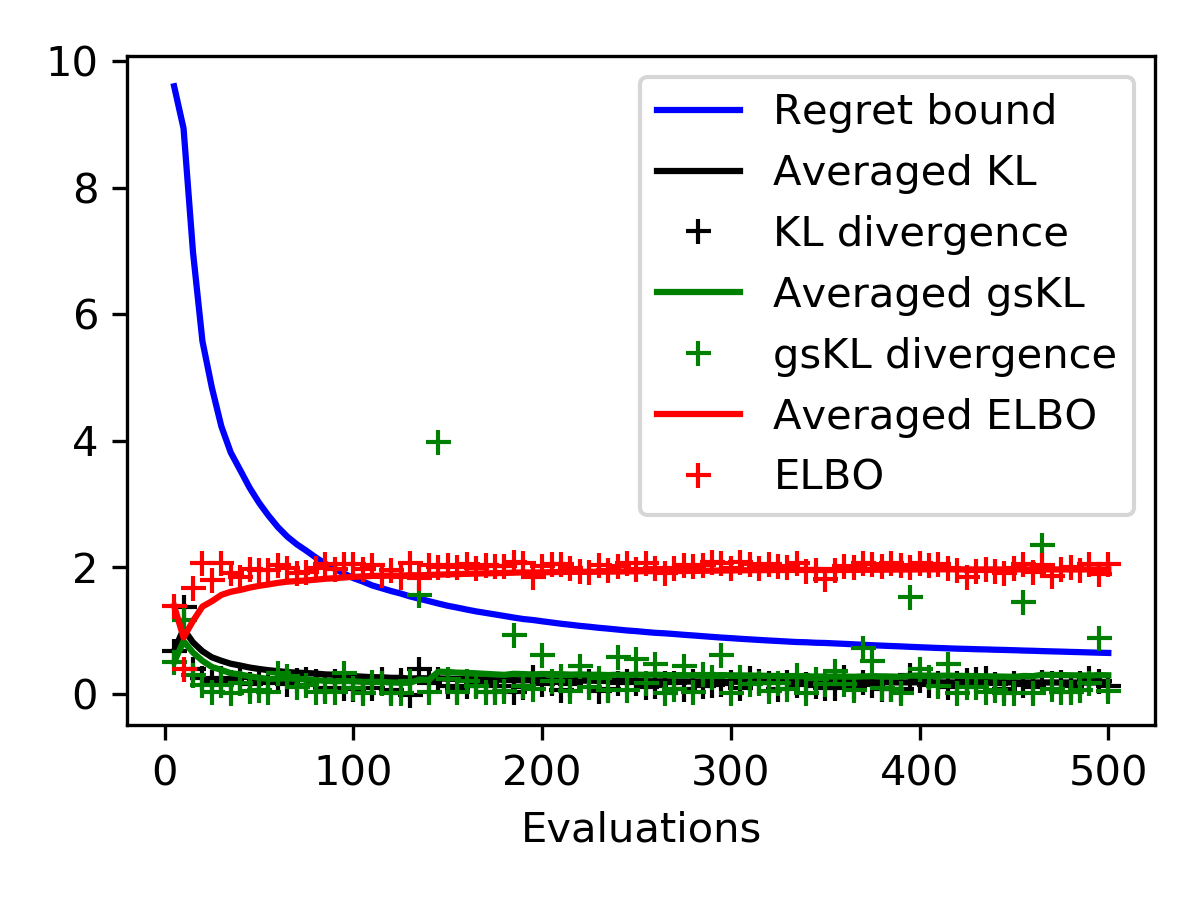 10
8
6
4
2
0
0 100 200 300 400 500
Evaluations
Regret bound
Averaged KL
KL divergence
Averaged gsKL
gsKL divergence
Averaged ELBO
ELBO